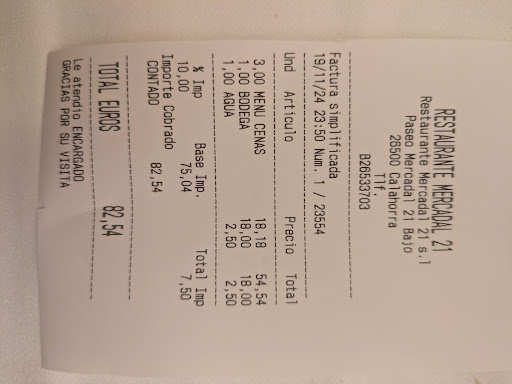 RESTAURANTE MERCADAL 21
Restaurante Mercadal 21 s.l
Paseo Mercadal 21 Bajo
26500 Calahorra
Tlf.
B26533703
Factura simplificada
19/11/24 23:50 Num. 1 / 23554
Und Articulo Precio Total
3,00 MENU CENAS 18,18 54,54
1,00 BODEGA 18,00 18,00
1,00 AGUA 2,50 2,50
% Imp Base Imp. Total Imp
10,00 75,04 7,50
Importe Cobrado 82,54
CONTADO
TOTAL EUROS 82,54
Le atendio ENCARGADO
GRACIAS POR SU VISITA